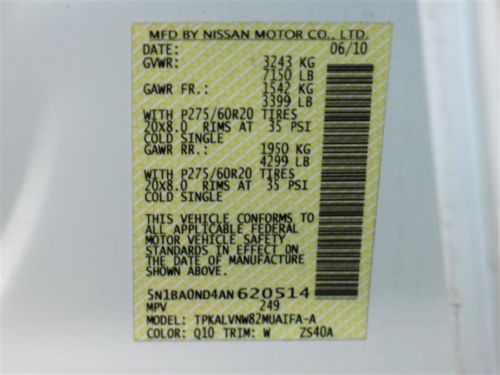 MFD BY NISSAN MOTOR CO., LTD.
DATE: 06/10
GVWR: 3243 KG
7150 LB
GAWR FR.: 1542 KG
3399 LB
WITH P275/60R20 TIRES
20X8.0 RIMS AT 35 PSI
COLD SINGLE
GAWR RR.: 1950 KG
4299 LB
WITH P275/60R20 TIRES
20X8.0 RIMS AT 35 PSI
COLD SINGLE
THIS VEHICLE CONFORMS TO
ALL APPLICABLE FEDERAL
MOTOR VEHICLE SAFETY
STANDARDS IN EFFECT ON
THE DATE OF MANUFACTURE
SHOWN ABOVE.
5N1BA0ND4AN620514
MPV 249
MODEL: TPKALVNW82MUAIFA-A
COLOR: Q10 TRIM: W ZS40A